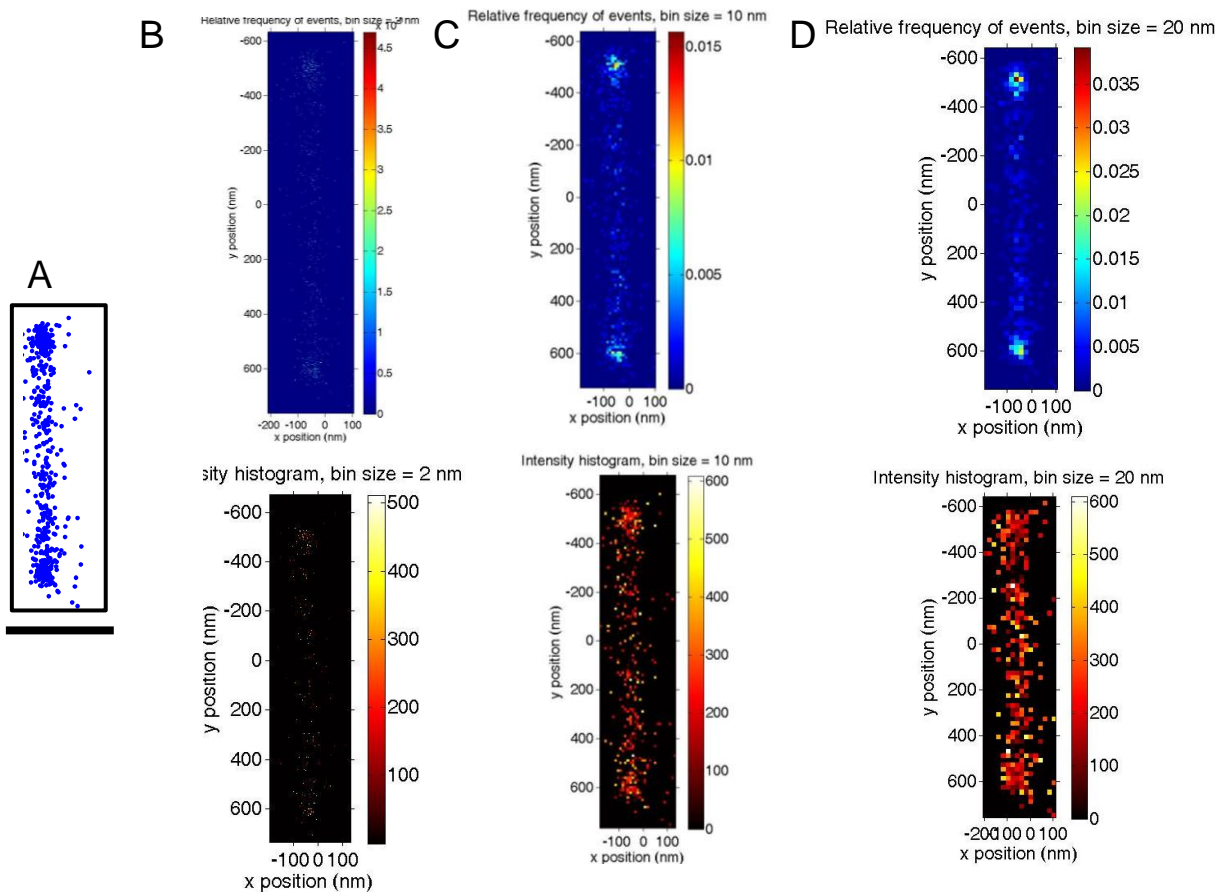 A
B
Relative frequency of events, bin size = 2 nm
x 10
4.5
4
3.5
3
2.5
2
1.5
1
0.5
0
-600
-400
-200
0
200
400
600
y position (nm)
-200 -100 0 100
x position (nm)
C
Relative frequency of events, bin size = 10 nm
0.015
0.01
0.005
0
-600
-400
-200
0
200
400
600
y position (nm)
-100 0 100
x position (nm)
D
Relative frequency of events, bin size = 20 nm
0.035
0.03
0.025
0.02
0.015
0.01
0.005
0
-600
-400
-200
0
200
400
600
y position (nm)
-100 0 100
x position (nm)
sity histogram, bin size = 2 nm
500
400
300
200
100
-600
-400
-200
0
200
400
600
y position (nm)
-100 0 100
x position (nm)
Intensity histogram, bin size = 10 nm
600
500
400
300
200
100
0
-600
-400
-200
0
200
400
600
y position (nm)
-100 0 100
x position (nm)
Intensity histogram, bin size = 20 nm
600
500
400
300
200
100
0
-600
-400
-200
0
200
400
600
y position (nm)
-200 -100 0 100
x position (nm)